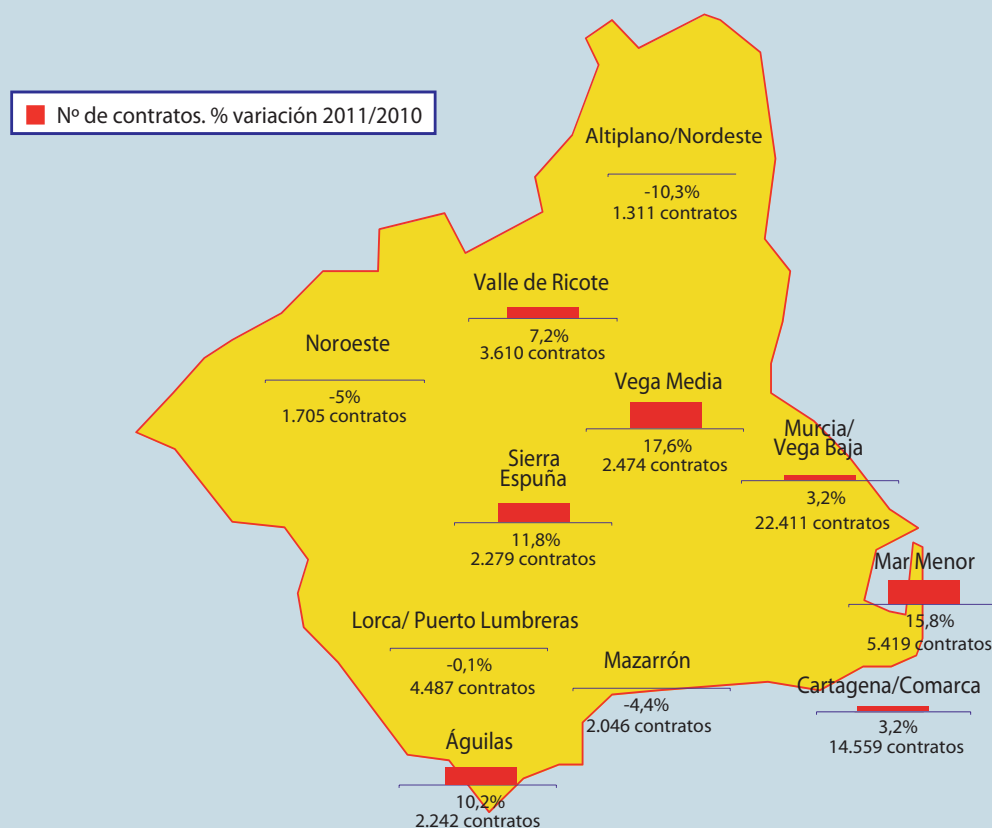 Nº de contratos. % variación 2011/2010
Altiplano/Nordeste
-10,3%
1.311 contratos
Valle de Ricote
7,2%
3.610 contratos
Noroeste
-5%
1.705 contratos
Vega Media
17,6%
2.474 contratos
Murcia/
Vega Baja
3,2%
22.411 contratos
Sierra
Espuña
11,8%
2.279 contratos
Mar Menor
15,8%
5.419 contratos
Lorca/ Puerto Lumbreras
-0,1%
4.487 contratos
Mazarrón
-4,4%
2.046 contratos
Cartagena/Comarca
3,2%
14.559 contratos
Águilas
10,2%
2.242 contratos